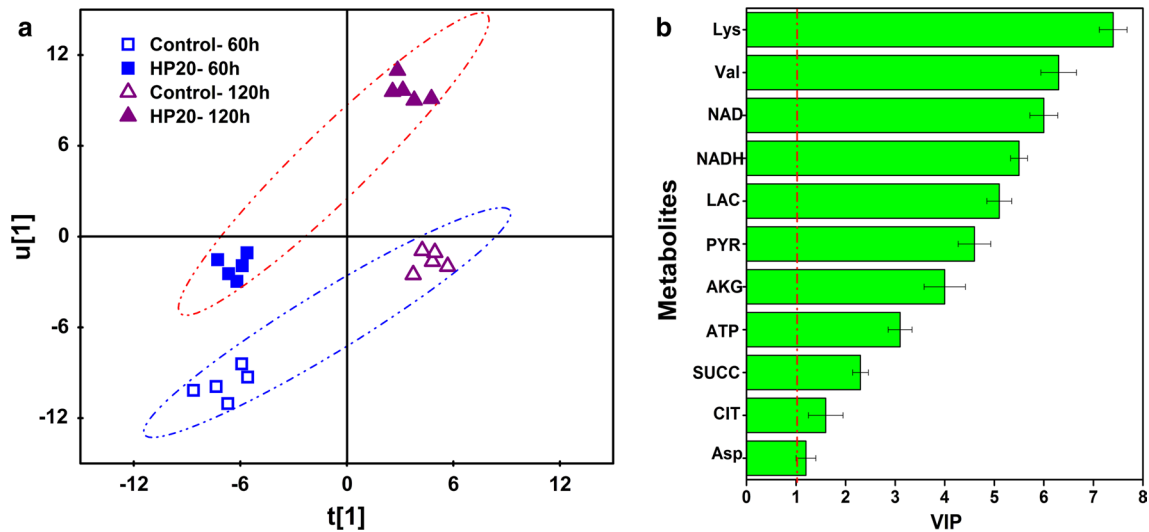 a
Control- 60h
HP20- 60h
Control- 120h
HP20- 120h
12
6
0
-6
-12
u[1]
-12
-6
0
6
12
t[1]
b
Metabolites
Lys
Val
NAD
NADH
LAC
PYR
AKG
ATP
SUCC
CIT
Asp
0 1 2 3 4 5 6 7 8
VIP